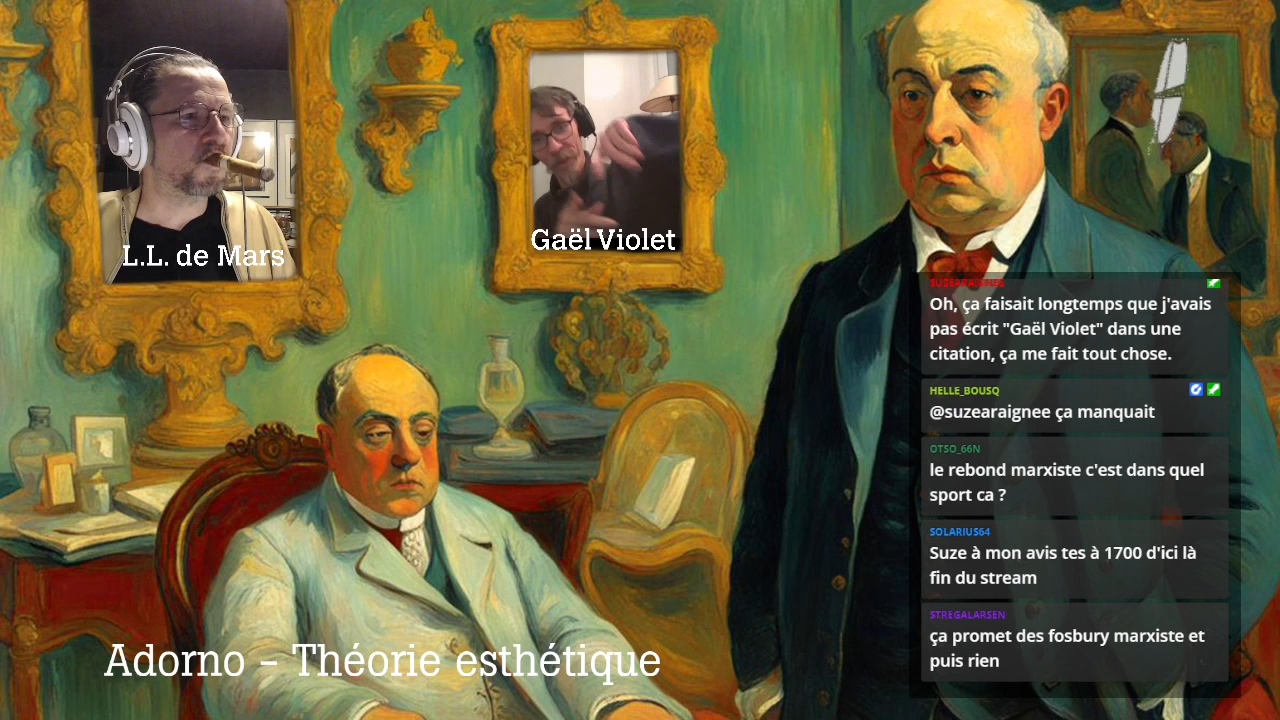 L.L. de Mars
Gaël Violet
SUZEARAIGNEE
Oh, ça faisait longtemps que j'avais
pas écrit "Gaël Violet" dans une
citation, ça me fait tout chose.
HELLE_BOUSQ
@suzearaignee ça manquait
OTSO_66N
le rebond marxiste c'est dans quel
sport ca ?
SOLARIUS64
Suze à mon avis tes à 1700 d'ici là
fin du stream
STREGALARSEN
ça promet des fosbury marxiste et
puis rien
Adorno – Théorie esthétique